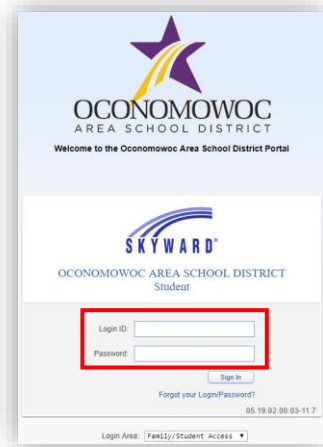 OCONOMOWOC
AREA SCHOOL DISTRICT
Welcome to the Oconomowoc Area School District Portal
SKYWARD®
OCONOMOWOC AREA SCHOOL DISTRICT
Student
Login ID:
Password:
Sign In
Forgot your Login/Password?
05.19.02.00.03-11.7
Login Area: Family/Student Access